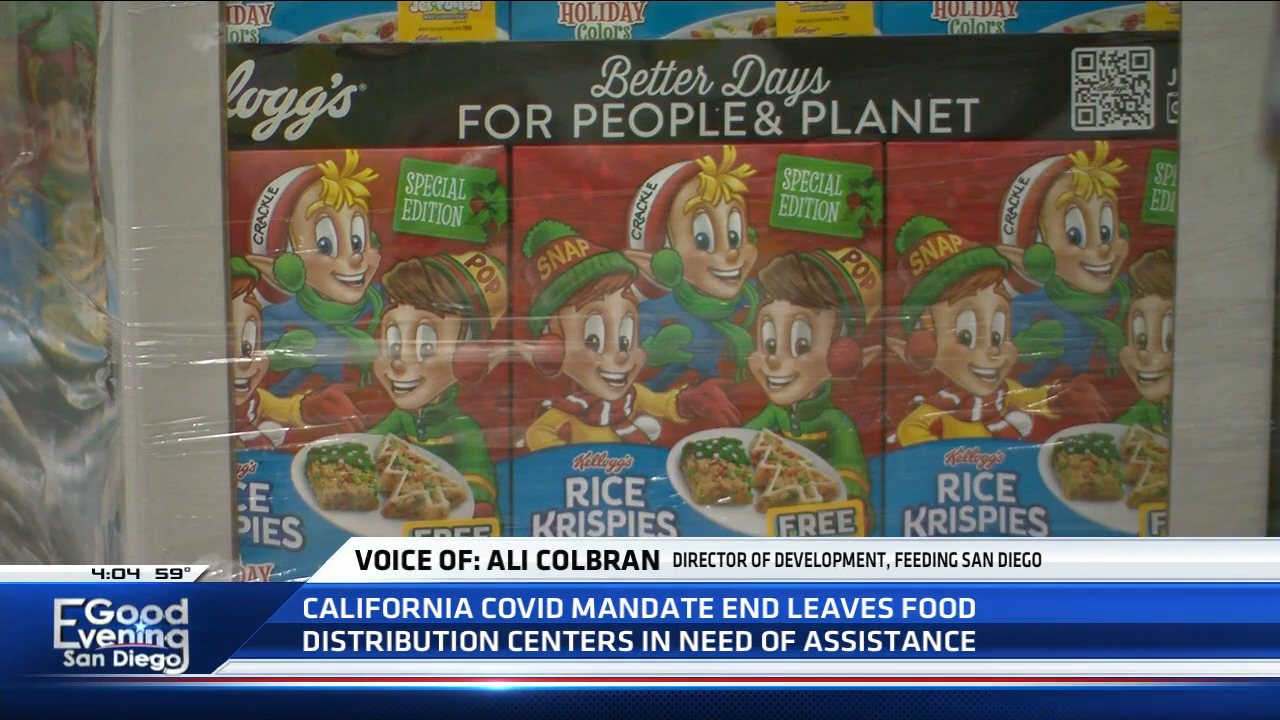 HOLIDAY
HOLIDAY
Colors
HOLIDAY
Colors
Kellogg's
Better Days
FOR PEOPLE & PLANET
CRACKLE
SPECIAL
EDITION
POP
SNAP
CRACKLE
SPECIAL
EDITION
POP
SNAP
CRACKLE
Kellogg's
RICE
KRISPIES
FREE
Kellogg's
RICE
KRISPIES
FREE
VOICE OF: ALI COLBRAN DIRECTOR OF DEVELOPMENT, FEEDING SAN DIEGO
4:04 59°
CALIFORNIA COVID MANDATE END LEAVES FOOD
DISTRIBUTION CENTERS IN NEED OF ASSISTANCE
Good
Evening
San Diego